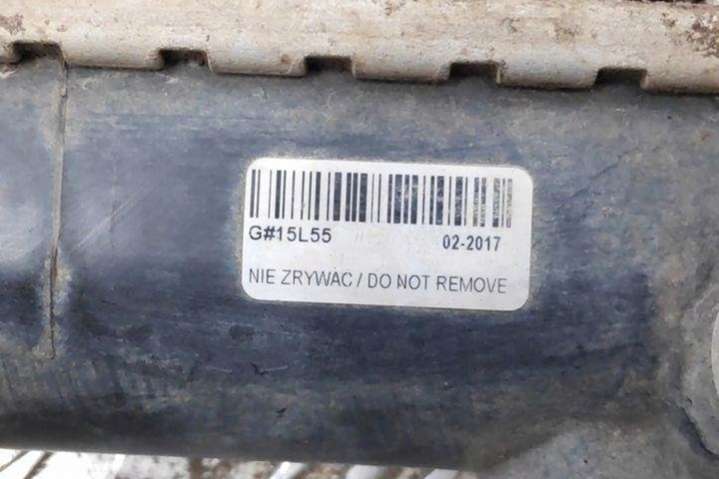 G#15L55
02-2017
NIE ZRYWAC / DO NOT REMOVE